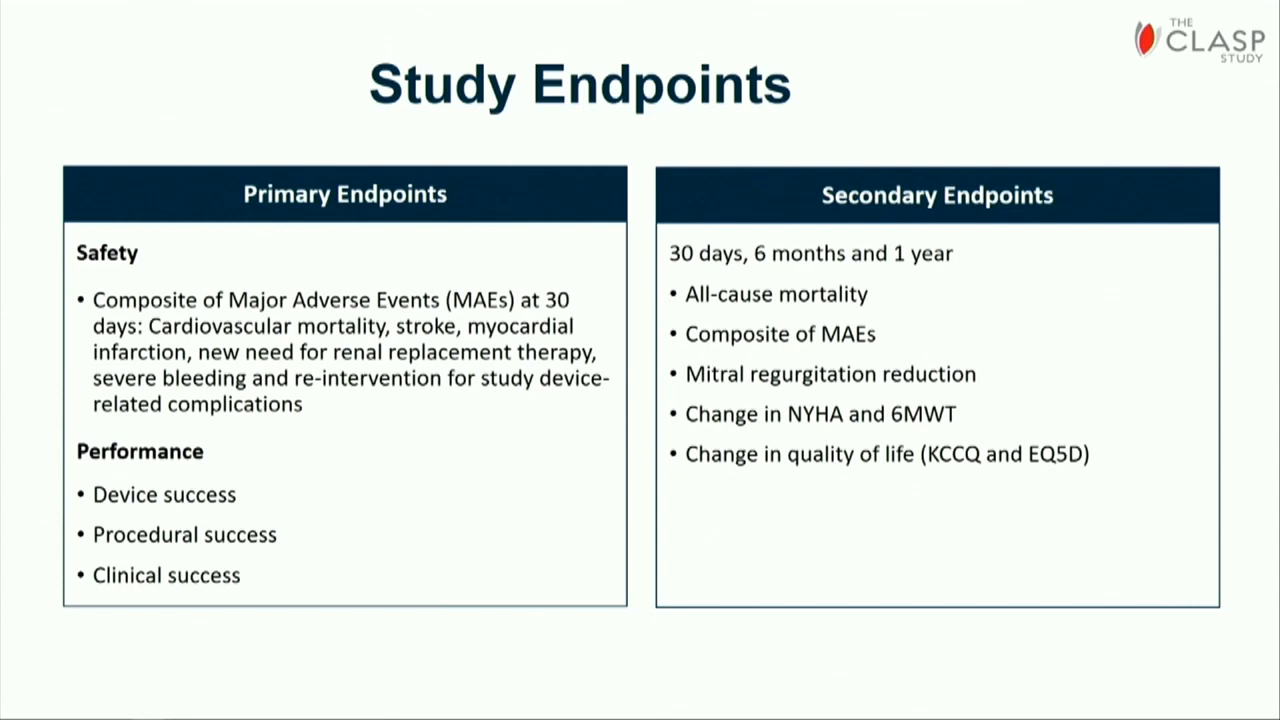 THE
CLASP
STUDY
Study Endpoints
Primary Endpoints
Safety
• Composite of Major Adverse Events (MAEs) at 30
days: Cardiovascular mortality, stroke, myocardial
infarction, new need for renal replacement therapy,
severe bleeding and re-intervention for study device-
related complications
Performance
• Device success
• Procedural success
• Clinical success
Secondary Endpoints
30 days, 6 months and 1 year
• All-cause mortality
• Composite of MAEs
• Mitral regurgitation reduction
• Change in NYHA and 6MWT
• Change in quality of life (KCCQ and EQ5D)